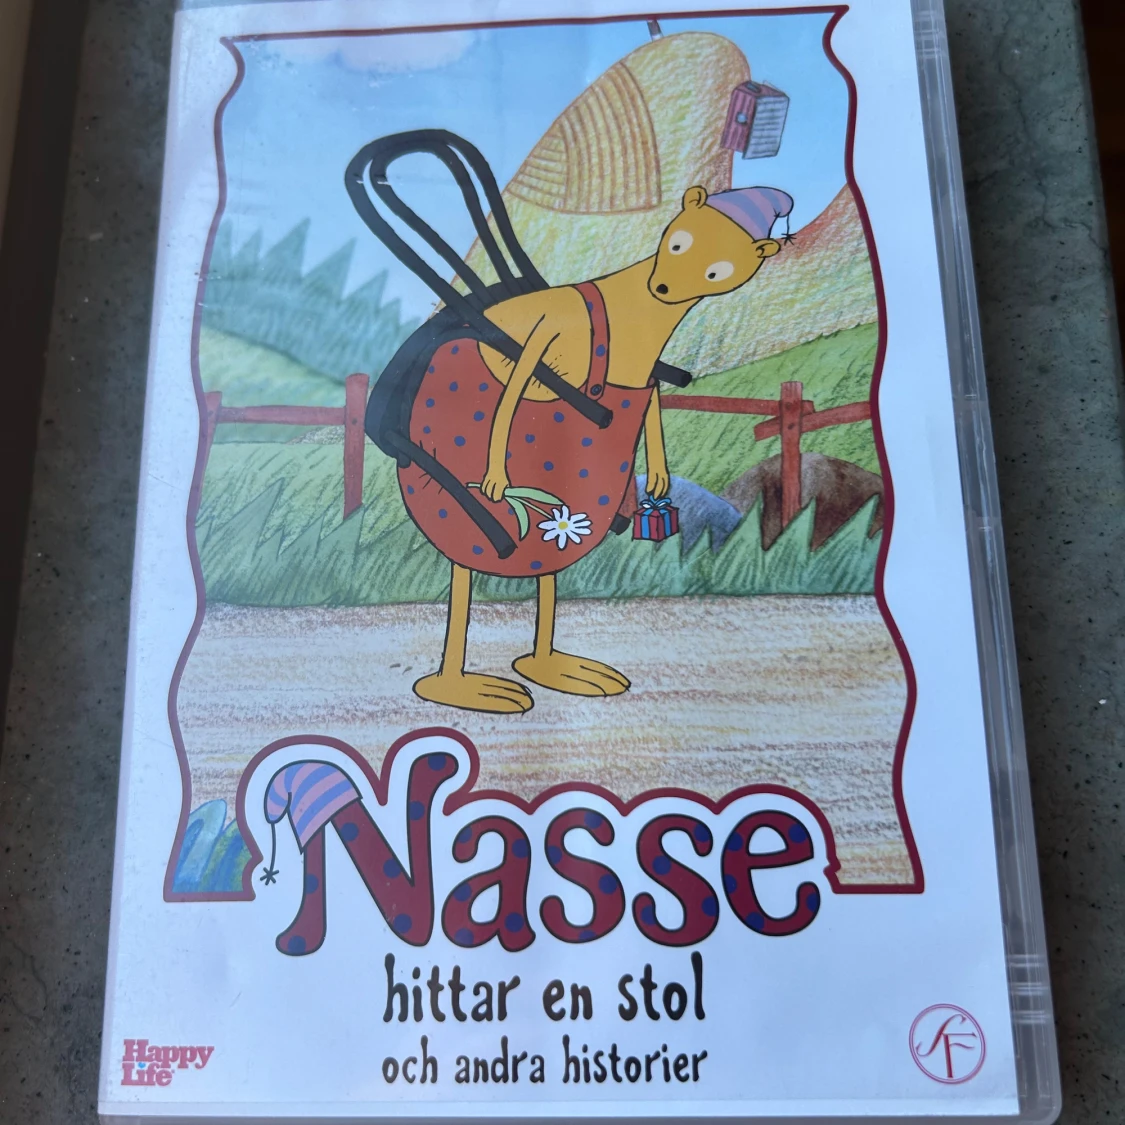 Nasse
hittar en stol
och andra historier
Happy
Life
SF